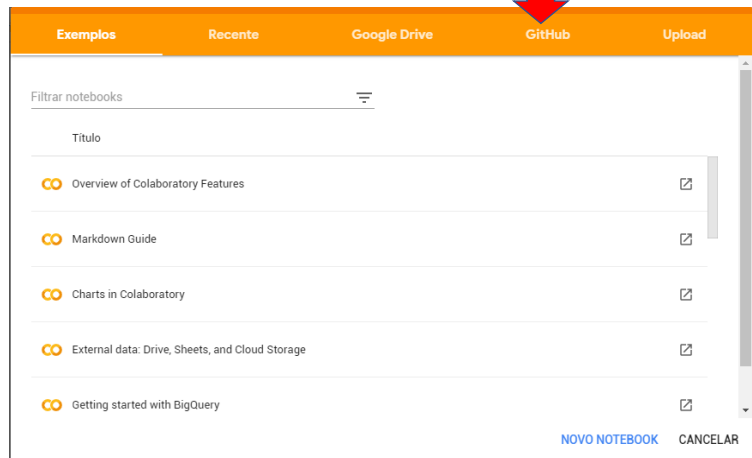 Exemplos Recente Google Drive GitHub Upload
Filtrar notebooks
Título
Overview of Colaboratory Features
Markdown Guide
Charts in Colaboratory
External data: Drive, Sheets, and Cloud Storage
Getting started with BigQuery
NOVO NOTEBOOK CANCELAR